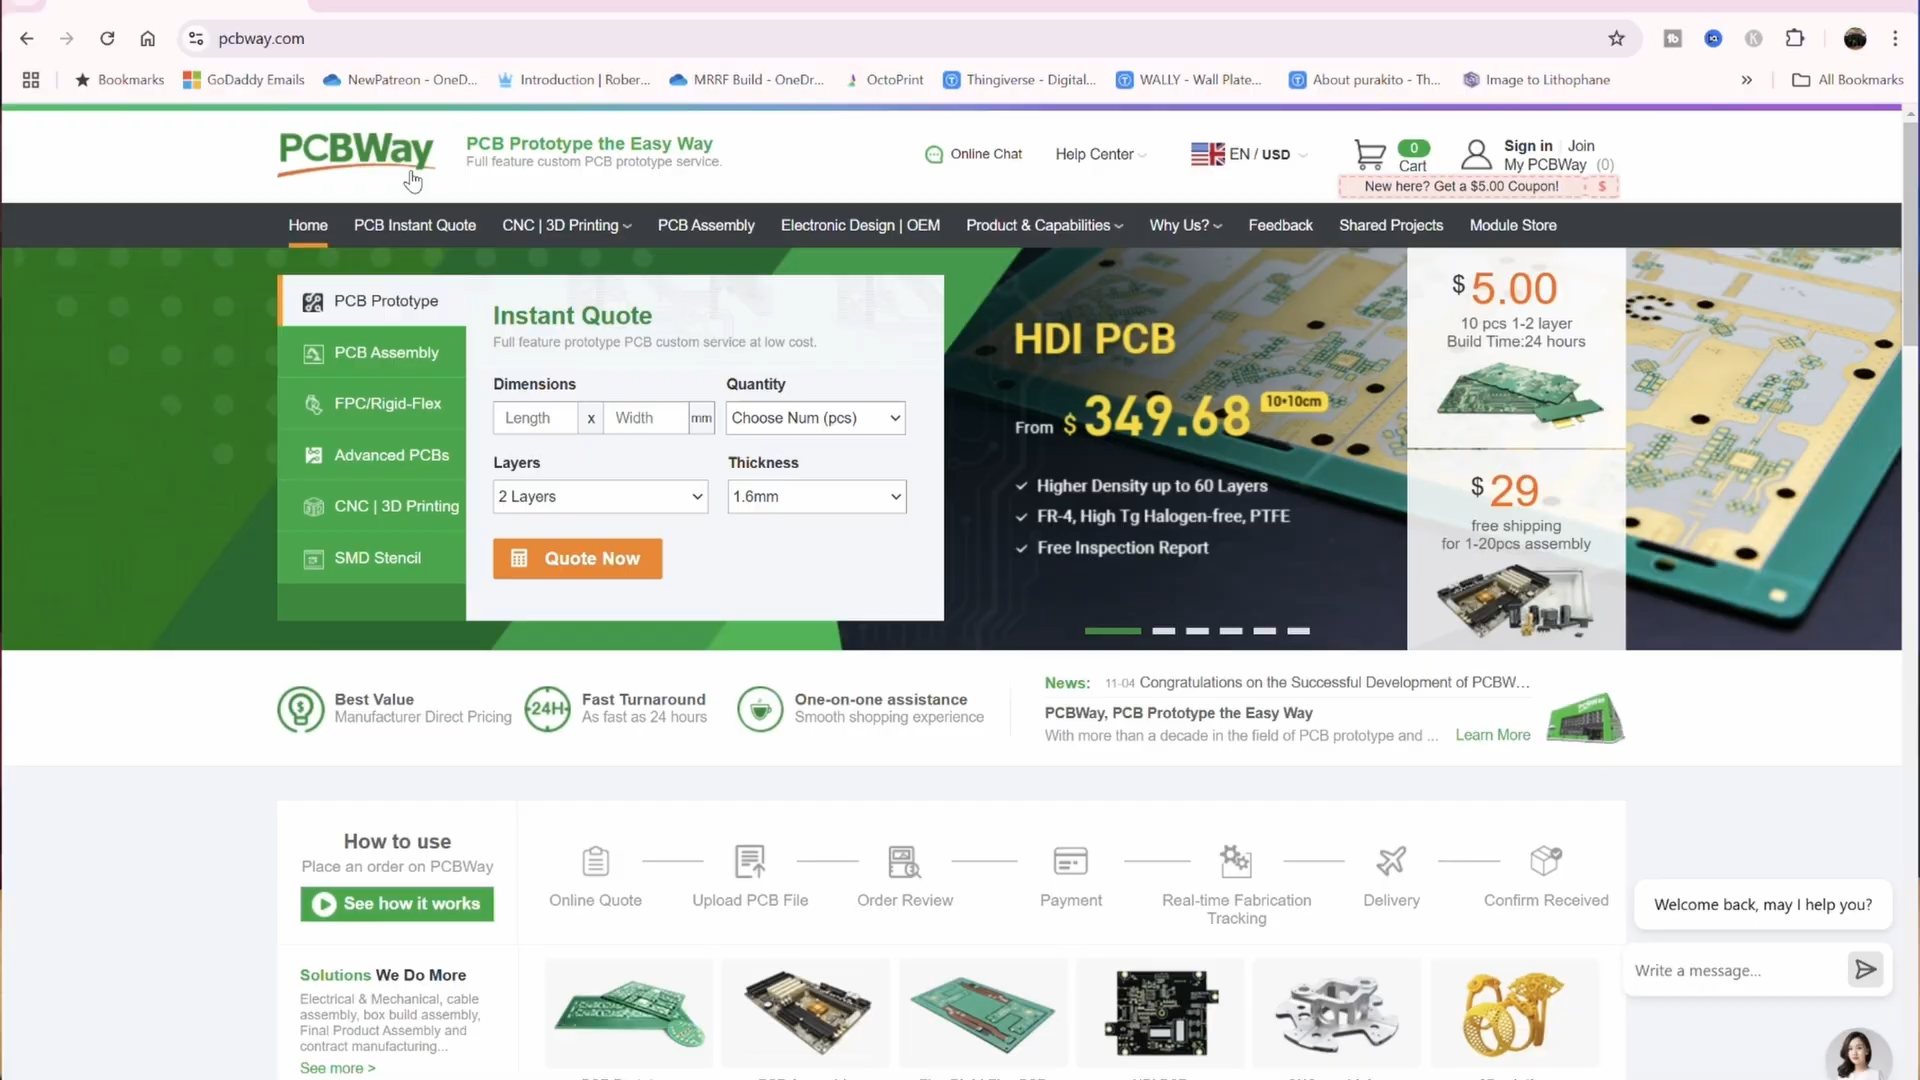 pcbway.com
Bookmarks
GoDaddy Emails
NewPatreon - OneD...
Introduction | Rober...
MRRF Build - OneDr...
OctoPrint
Thingiverse - Digital...
WALLY - Wall Plate...
About purakito - Th...
Image to Lithophane
»
All Bookmarks
PCBWay
PCB Prototype the Easy Way
Full feature custom PCB prototype service.
Online Chat
Help Center
EN / USD
0
Cart
Sign in
Join
My PCBWay (0)
New here? Get a $5.00 Coupon!
$
Home
PCB Instant Quote
CNC | 3D Printing
PCB Assembly
Electronic Design | OEM
Product & Capabilities
Why Us?
Feedback
Shared Projects
Module Store
PCB Prototype
PCB Assembly
FPC/Rigid-Flex
Advanced PCBs
CNC | 3D Printing
SMD Stencil
Instant Quote
Full feature prototype PCB custom service at low cost.
Dimensions
Quantity
Length x Width mm
Choose Num (pcs)
Layers
Thickness
2 Layers
1.6mm
Quote Now
HDI PCB
From $ 349.68 10*10cm
Higher Density up to 60 Layers
FR-4, High Tg Halogen-free, PTFE
Free Inspection Report
$ 5.00
10 pcs 1-2 layer
Build Time:24 hours
$ 29
free shipping
for 1-20pcs assembly
Best Value
Manufacturer Direct Pricing
24H
Fast Turnaround
As fast as 24 hours
One-on-one assistance
Smooth shopping experience
News: 11-04 Congratulations on the Successful Development of PCBW...
PCBWay, PCB Prototype the Easy Way
With more than a decade in the field of PCB prototype and ... Learn More
How to use
Place an order on PCBWay
See how it works
Online Quote
Upload PCB File
Order Review
Payment
Real-time Fabrication
Tracking
Delivery
Confirm Received
Welcome back, may I help you?
Write a message...
Solutions We Do More
Electrical & Mechanical, cable
assembly, box build assembly,
Final Product Assembly and
contract manufacturing...
See more >